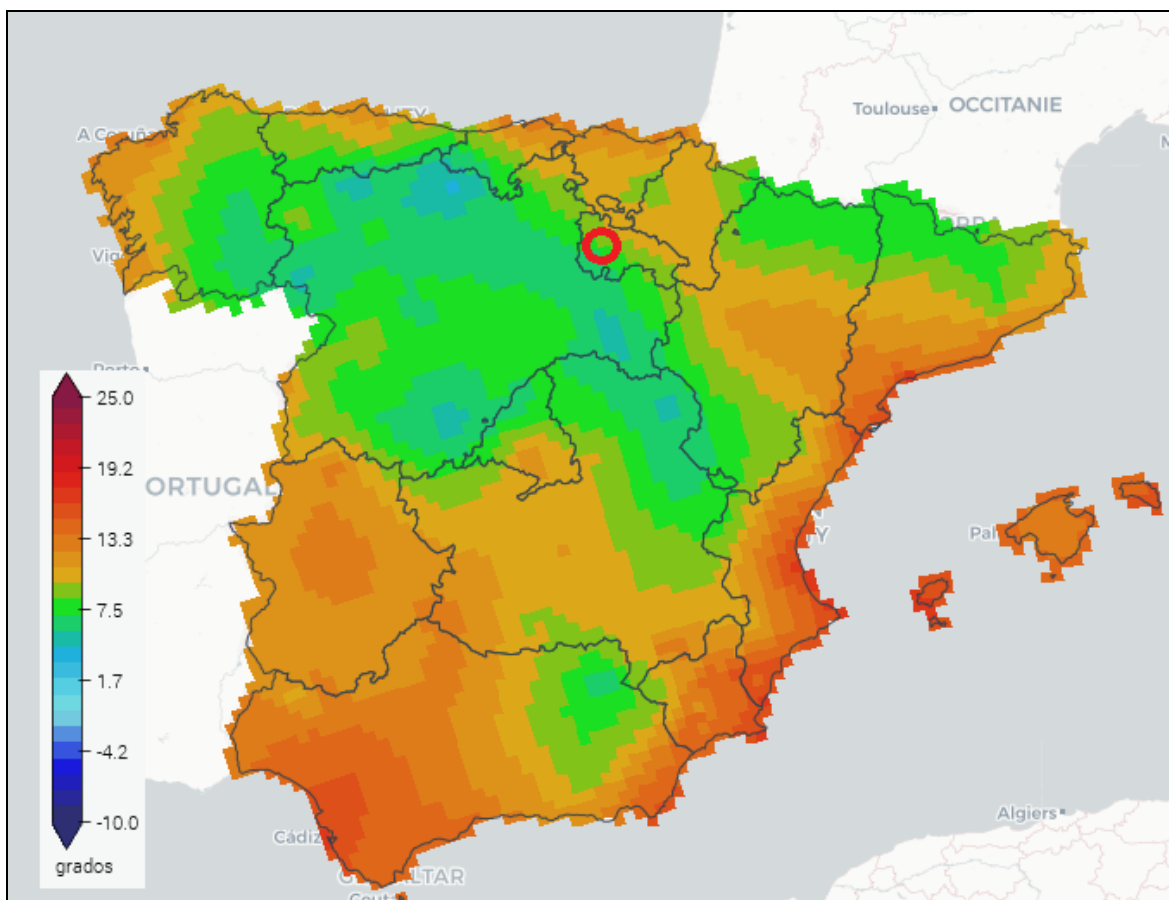 Toulouse
OCCITANIE
A Coruña
Vig
Porto
ORTUGAL
25.0
19.2
13.3
7.5
1.7
-4.2
-10.0
grados
Pal
Algiers
Cádiz